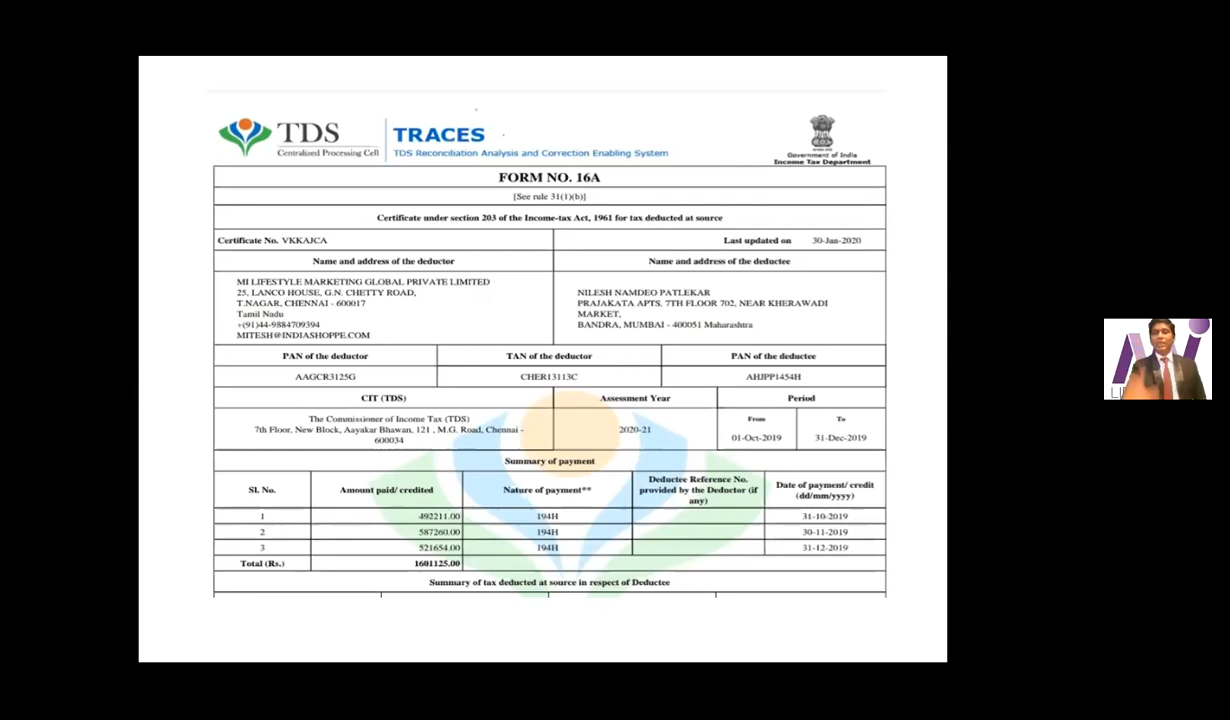 TDS
Centralized Processing Cell
TRACES
TDS Reconciliation Analysis and Correction Enabling System
Government of India
Income Tax Department
FORM NO. 16A
[See rule 31(1)(b)]
Certificate under section 203 of the Income-tax Act, 1961 for tax deducted at source
Certificate No. VKKAJCA
Last updated on 30-Jan-2020
Name and address of the deductor
Name and address of the deductee
MI LIFESTYLE MARKETING GLOBAL PRIVATE LIMITED
25, LANCO HOUSE, G.N. CHETTY ROAD,
T.NAGAR, CHENNAI - 600017
Tamil Nadu
+(91)44-9884709394
MITESH@INDIASHOPPE.COM
NILESH NAMDEO PATLEKAR
PRAJAKATA APTS, 7TH FLOOR 702, NEAR KHERAWADI
MARKET,
BANDRA, MUMBAI - 400051 Maharashtra
PAN of the deductor TAN of the deductor PAN of the deductee
AAGCR3125G CHER13113C AHJPP1454H
CIT (TDS) Assessment Year Period
The Commissioner of Income Tax (TDS)
7th Floor, New Block, Aayakar Bhawan, 121 , M.G. Road, Chennai -
600034
2020-21
From To
01-Oct-2019 31-Dec-2019
Summary of payment
Sl. No.
Amount paid/ credited
Nature of payment**
Deductee Reference No.
provided by the Deductor (if
any)
Date of payment/ credit
(dd/mm/yyyy)
1 492211.00 194H 31-10-2019
2 587260.00 194H 30-11-2019
3 521654.00 194H 31-12-2019
Total (Rs.) 1601125.00
Summary of tax deducted at source in respect of Deductee